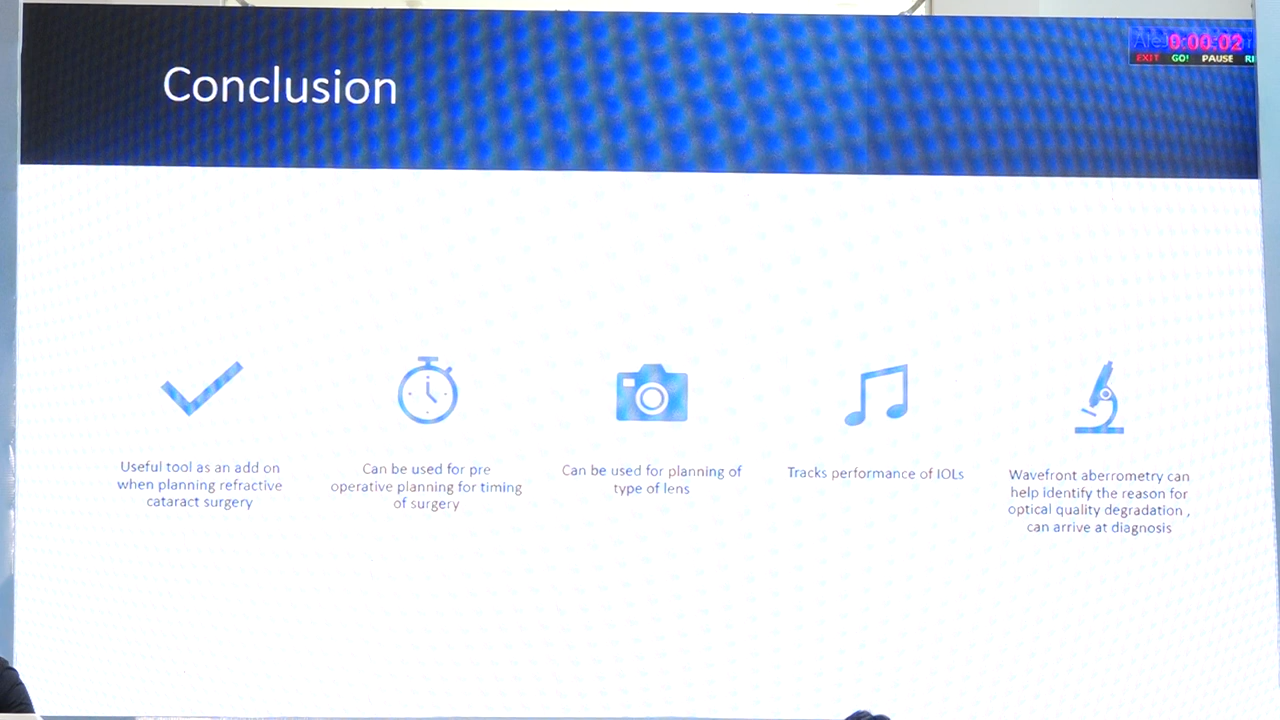 Conclusion
0:00:02
EXIT GO! PAUSE
Useful tool as an add on
when planning refractive
cataract surgery
Can be used for pre
operative planning for timing
of surgery
Can be used for planning of
type of lens
Tracks performance of IOLs
Wavefront aberrometry can
help identify the reason for
optical quality degradation ,
can arrive at diagnosis